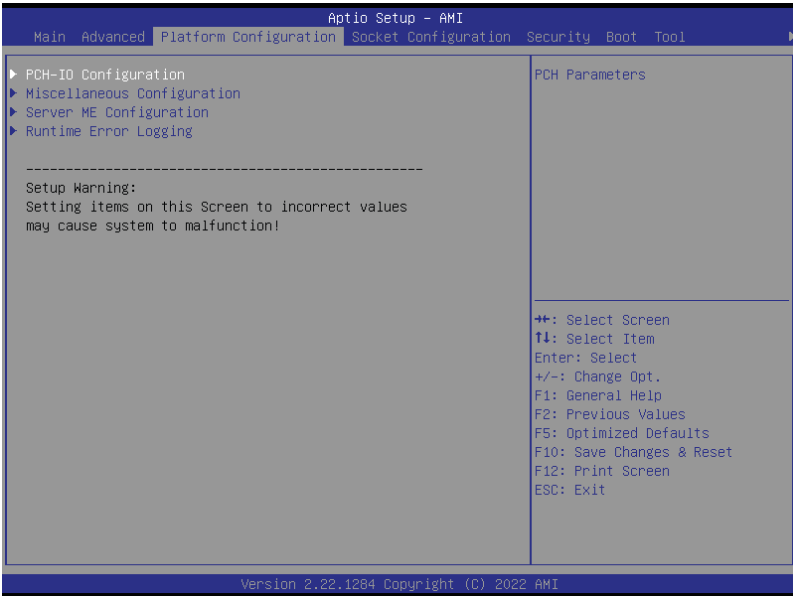 Aptio Setup – AMI
Main Advanced Platform Configuration Socket Configuration Security Boot Tool
PCH-IO Configuration
Miscellaneous Configuration
Server ME Configuration
Runtime Error Logging
--------------------------------------------------
Setup Warning:
Setting items on this Screen to incorrect values
may cause system to malfunction!
PCH Parameters
→←: Select Screen
↑↓: Select Item
Enter: Select
+/-: Change Opt.
F1: General Help
F2: Previous Values
F5: Optimized Defaults
F10: Save Changes & Reset
F12: Print Screen
ESC: Exit
Version 2.22.1284 Copyright (C) 2022 AMI